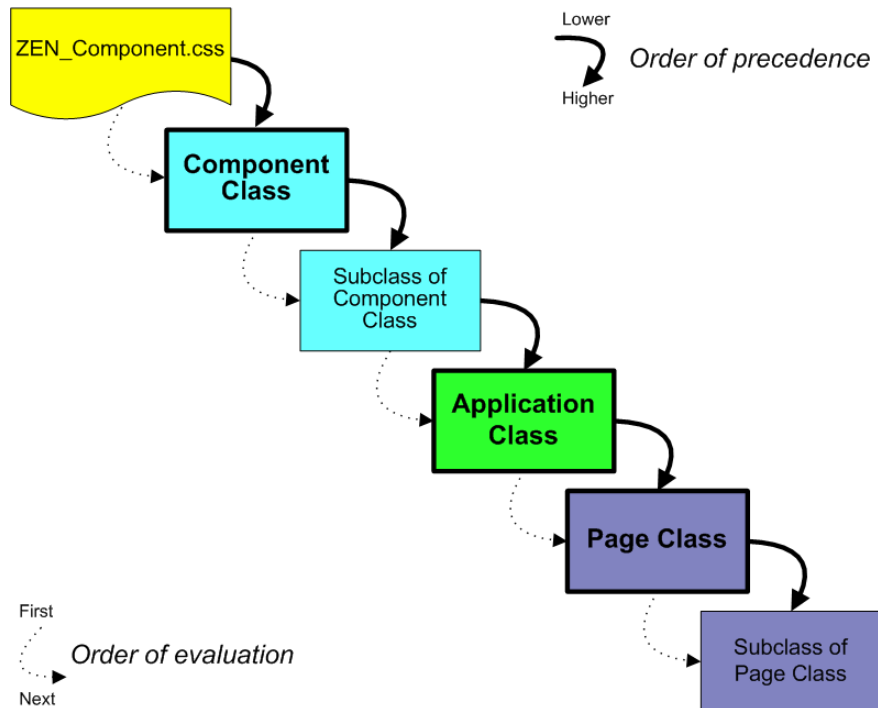 ZEN_Component.css
Lower
Order of precedence
Higher
Component
Class
Subclass of
Component
Class
Application
Class
Page Class
First
Order of evaluation
Next
Subclass of
Page Class